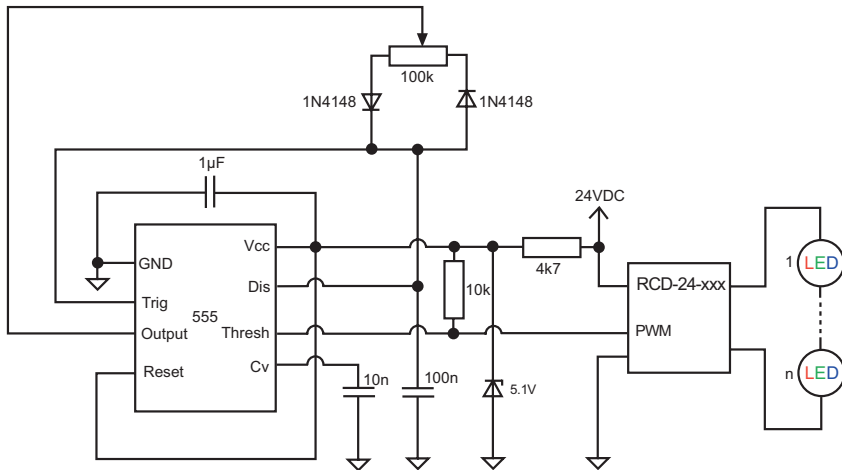 100k
1N4148
1N4148
1µF
24VDC
Vcc
GND
4k7
1 LED
Dis
10k
RCD-24-xxx
Trig
555
Output
Thresh
PWM
Reset
Cv
10n
100n
5.1V
n LED